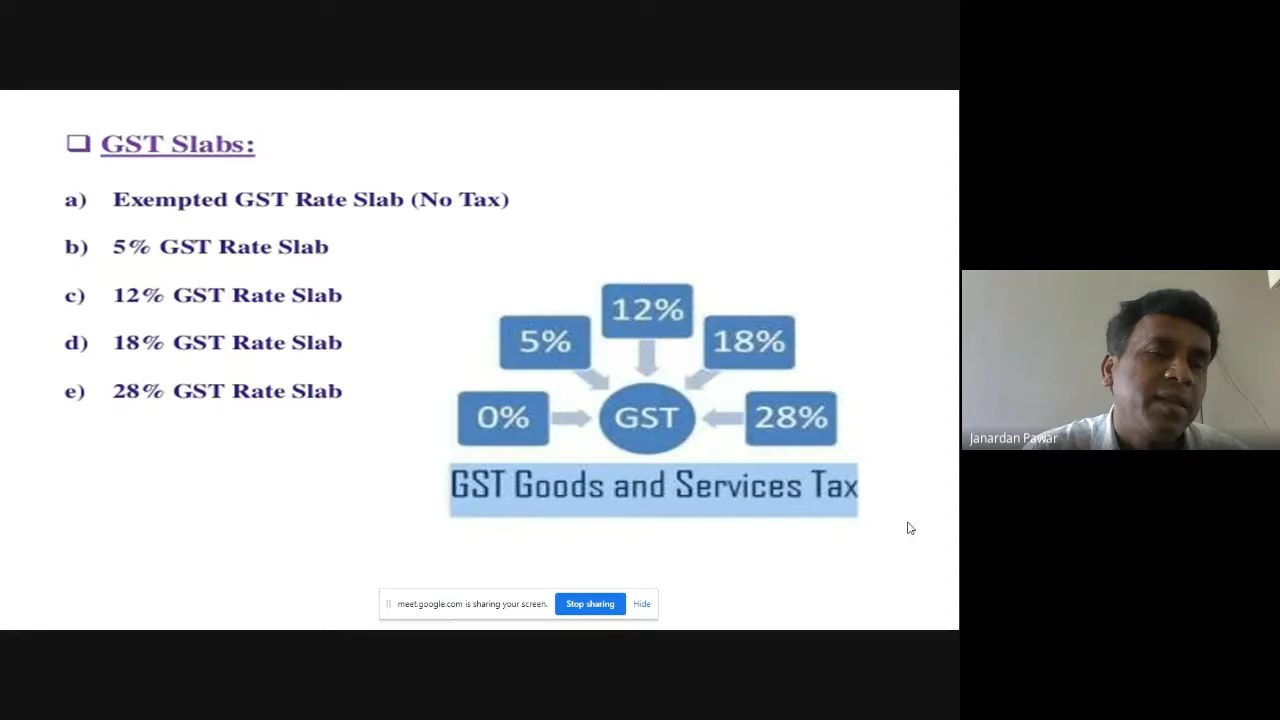 GST Slabs:
a) Exempted GST Rate Slab (No Tax)
b) 5% GST Rate Slab
c) 12% GST Rate Slab
d) 18% GST Rate Slab
e) 28% GST Rate Slab
12%
5%
18%
0%
GST
28%
GST Goods and Services Tax
Janardan Pawar
meet.google.com is sharing your screen.
Stop sharing
Hide